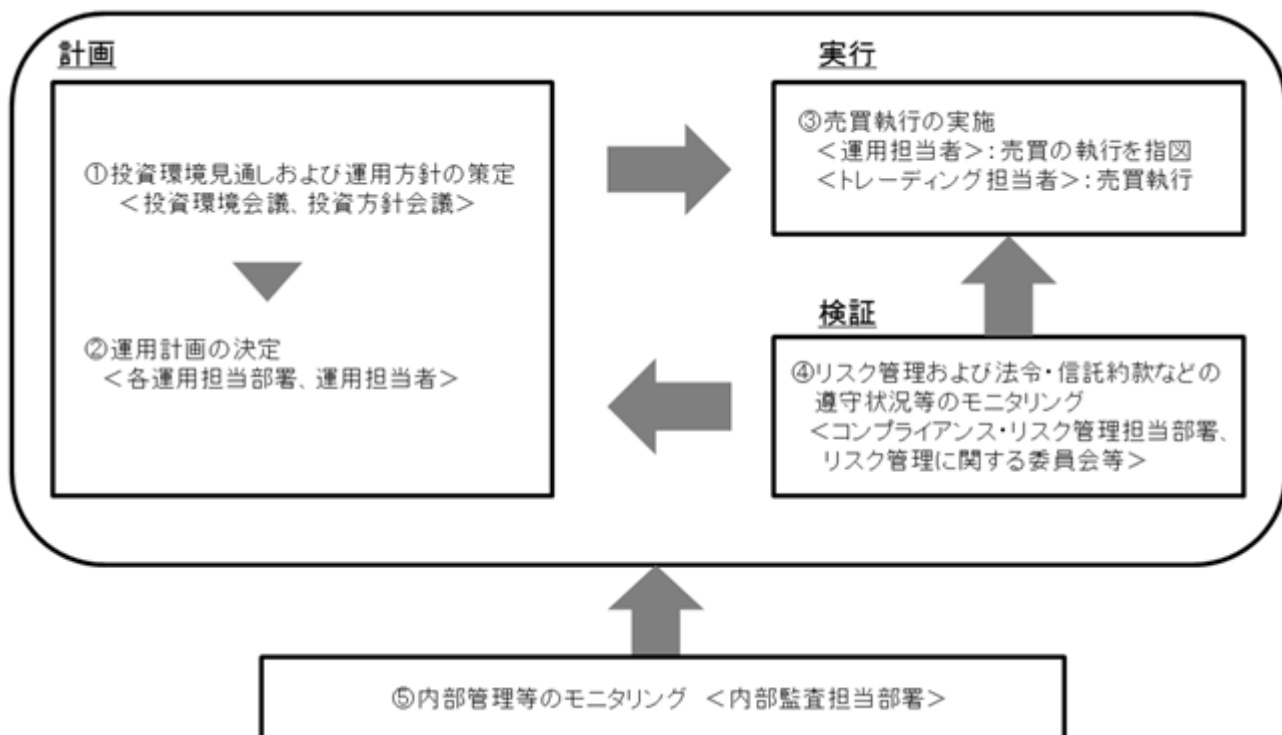 計画
①投資環境見通しおよび運用方針の策定
＜投資環境会議、投資方針会議＞
②運用計画の決定
＜各運用担当部署、運用担当者＞
実行
③売買執行の実施
＜運用担当者＞：売買の執行を指図
＜トレーディング担当者＞：売買執行
検証
④リスク管理および法令・信託約款などの
遵守状況等のモニタリング
＜コンプライアンス・リスク管理担当部署、
リスク管理に関する委員会等＞
⑤内部管理等のモニタリング ＜内部監査担当部署＞